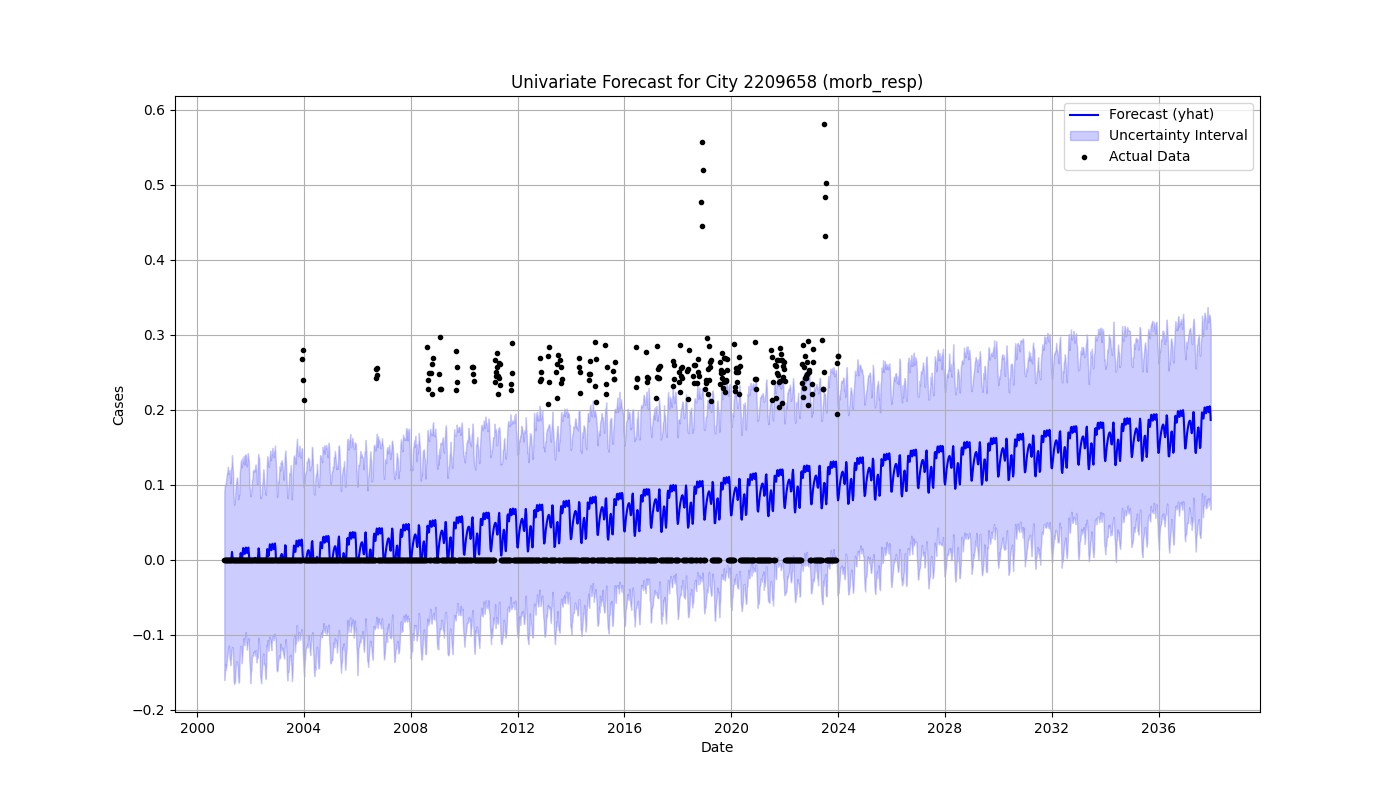 Univariate Forecast for City 2209658 (morb_resp)
0.6
0.5
0.4
0.3
0.2
0.1
0.0
−0.1
−0.2
Cases
Forecast (yhat)
Uncertainty Interval
Actual Data
2000 2004 2008 2012 2016 2020 2024 2028 2032 2036
Date